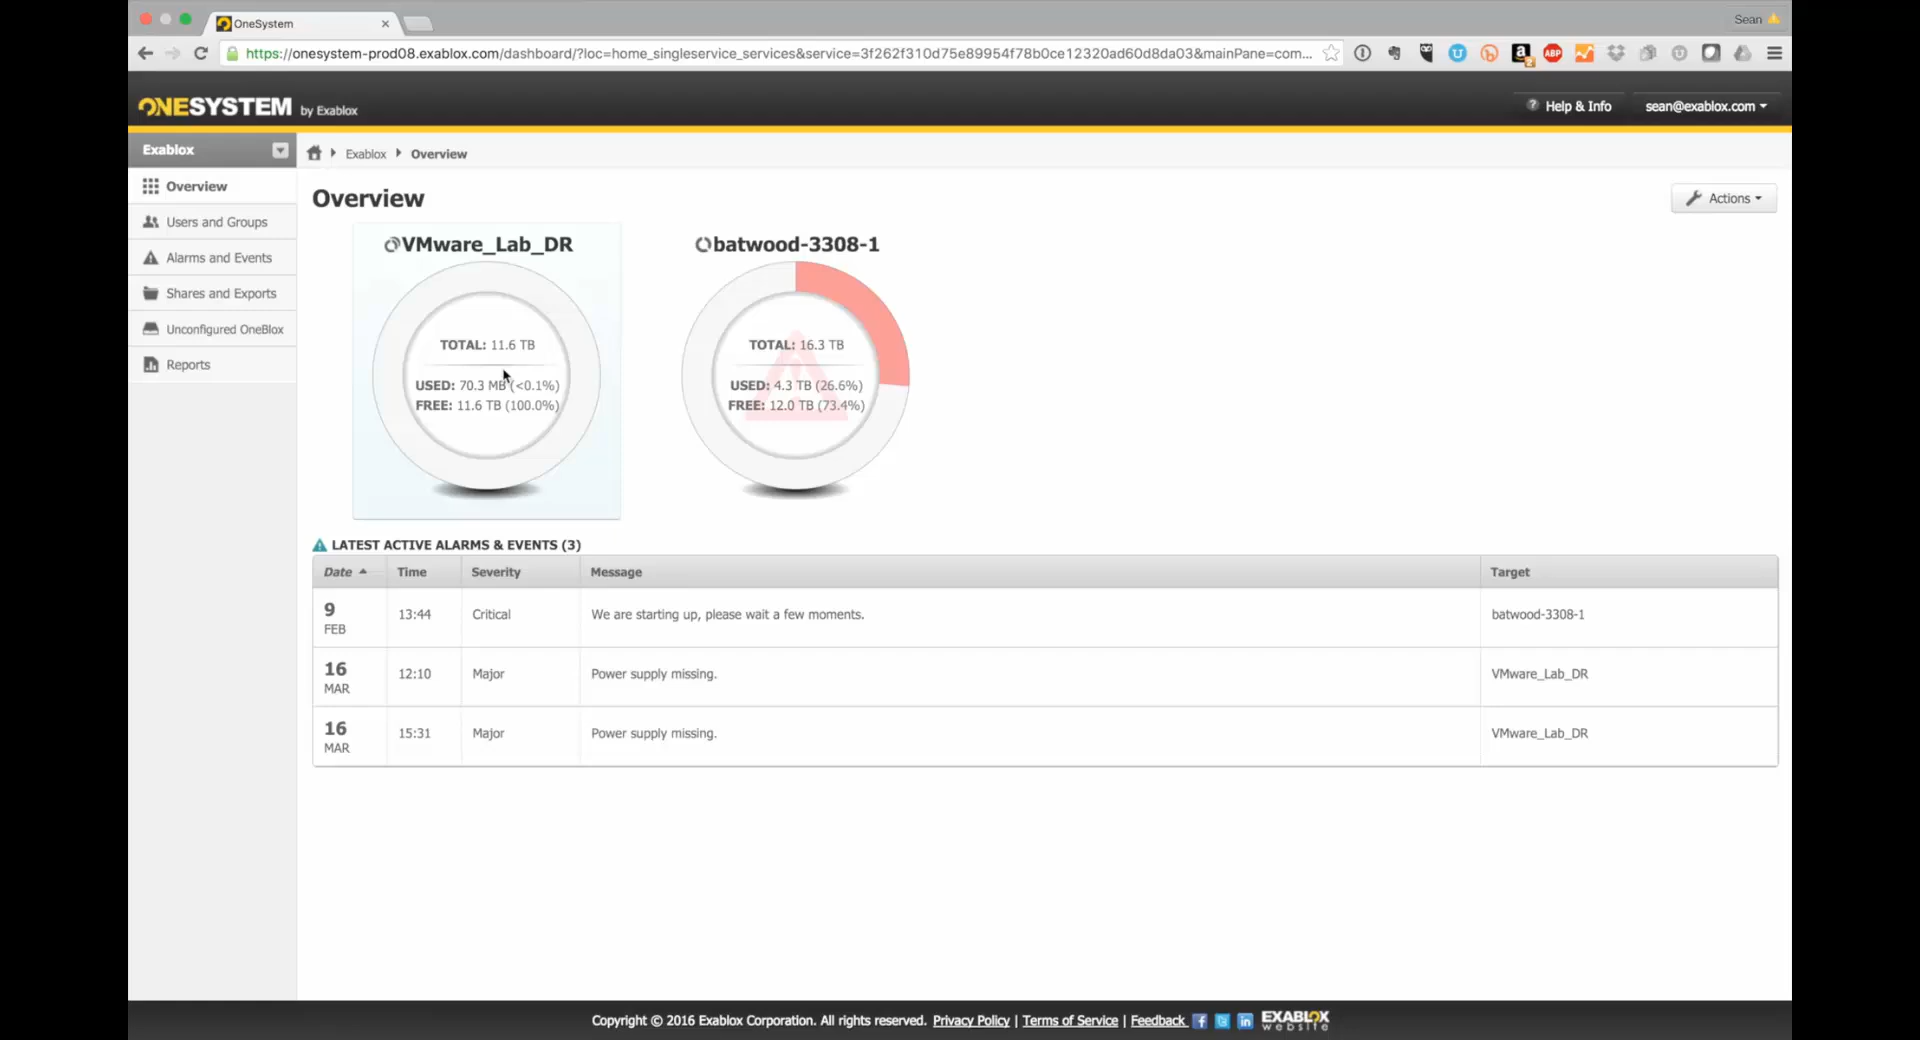 OneSystem
Sean
https://onesystem-prod08.exablox.com/dashboard/?loc=home_singleservice_services&service=3f262f310d75e89954f78b0ce12320ad60d8da03&mainPane=com...
ABP
ONESYSTEM by Exablox
? Help & Info
sean@exablox.com
Exablox
Exablox
Overview
Overview
Users and Groups
Alarms and Events
Shares and Exports
Unconfigured OneBlox
Reports
Overview
Actions
VMware_Lab_DR
TOTAL: 11.6 TB
USED: 70.3 MB (<0.1%)
FREE: 11.6 TB (100.0%)
batwood-3308-1
TOTAL: 16.3 TB
USED: 4.3 TB (26.6%)
FREE: 12.0 TB (73.4%)
LATEST ACTIVE ALARMS & EVENTS (3)
Date Time Severity Message Target
9 FEB 13:44 Critical We are starting up, please wait a few moments. batwood-3308-1
16 MAR 12:10 Major Power supply missing. VMware_Lab_DR
16 MAR 15:31 Major Power supply missing. VMware_Lab_DR
Copyright © 2016 Exablox Corporation. All rights reserved. Privacy Policy | Terms of Service | Feedback
EXABLOX
website